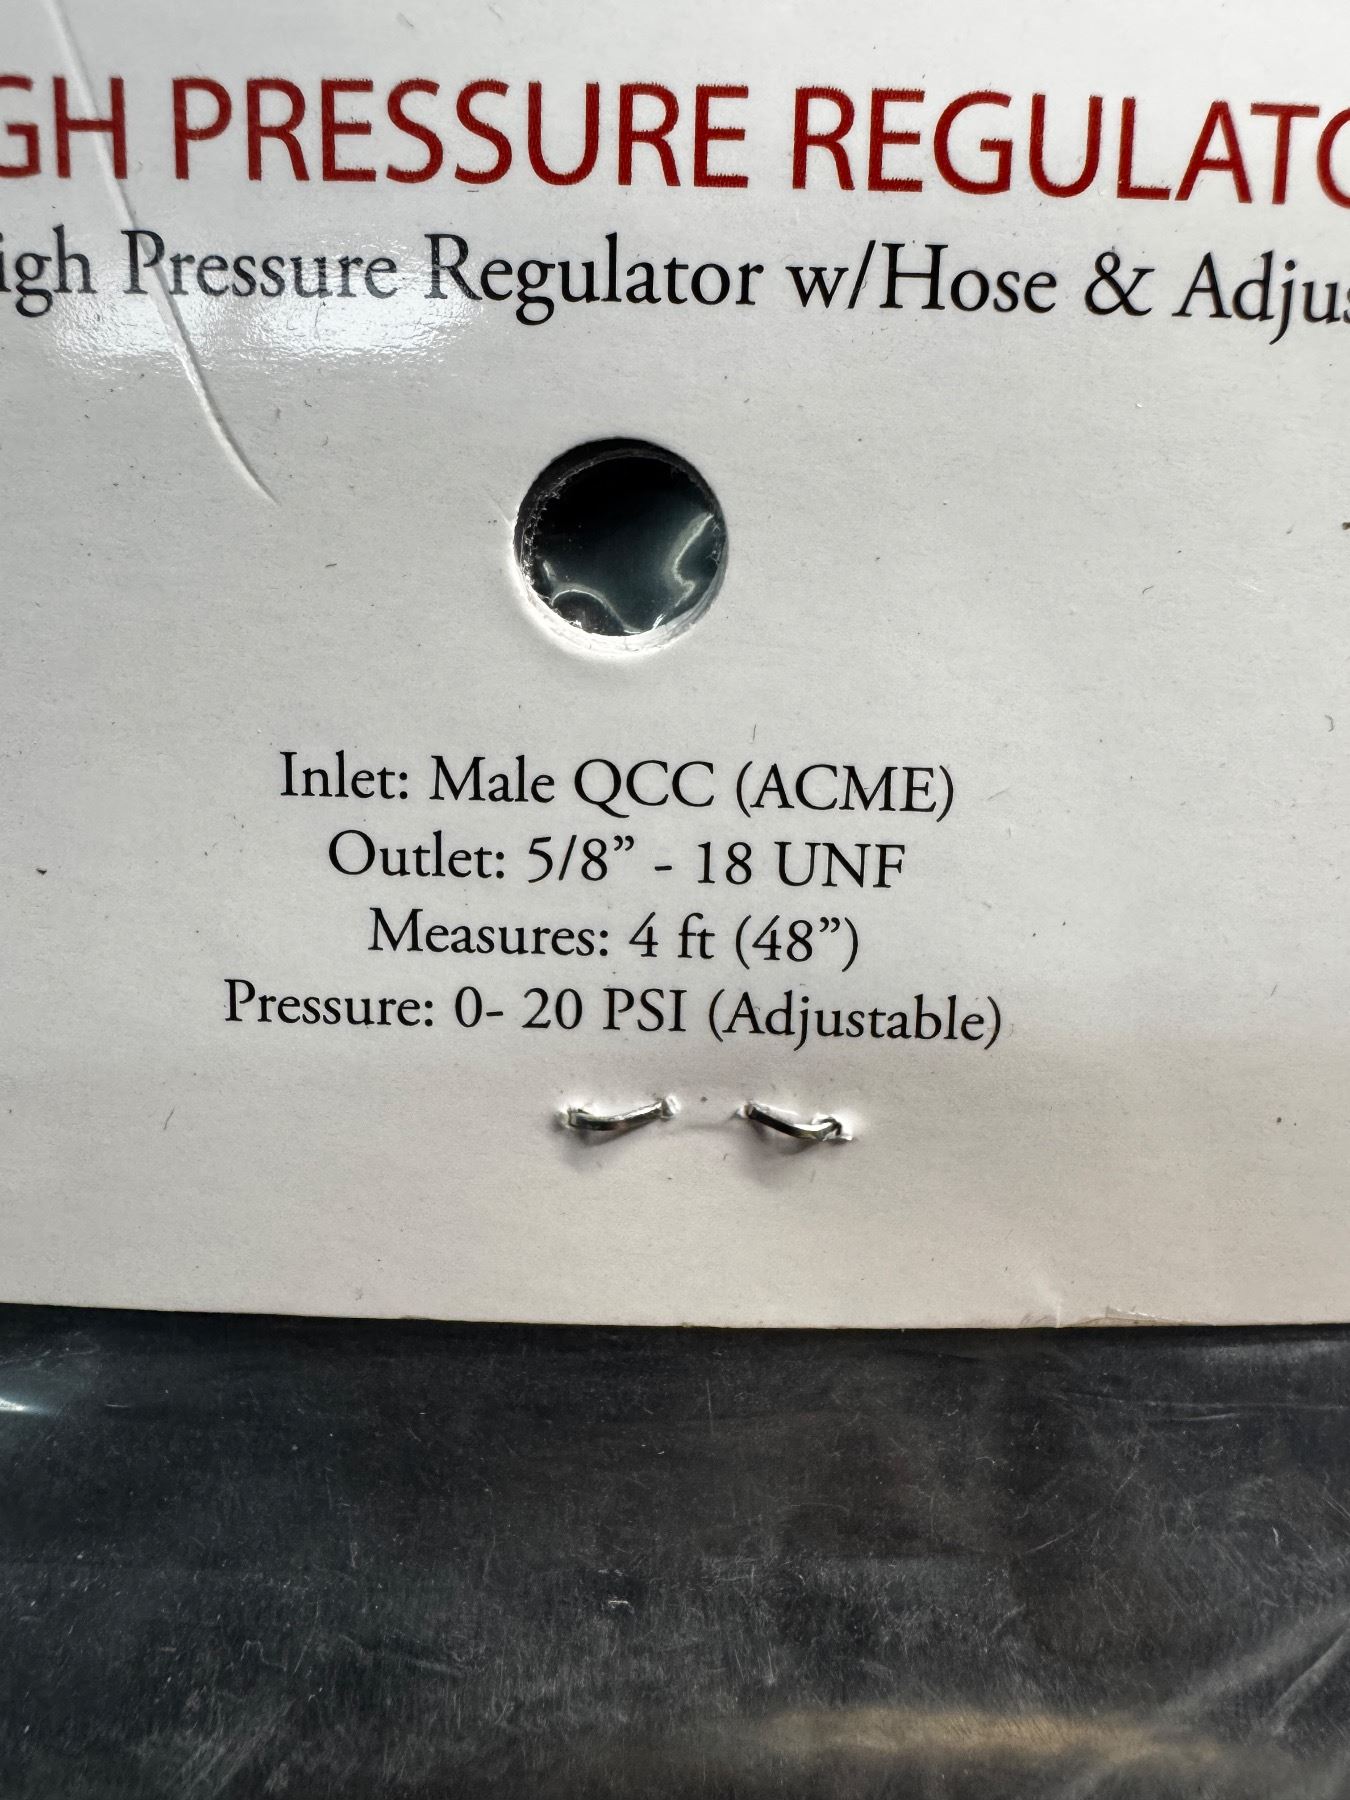 GH PRESSURE REGULATO
igh Pressure Regulator w/Hose & Adjus
Inlet: Male QCC (ACME)
Outlet: 5/8” - 18 UNF
Measures: 4 ft (48”)
Pressure: 0- 20 PSI (Adjustable)